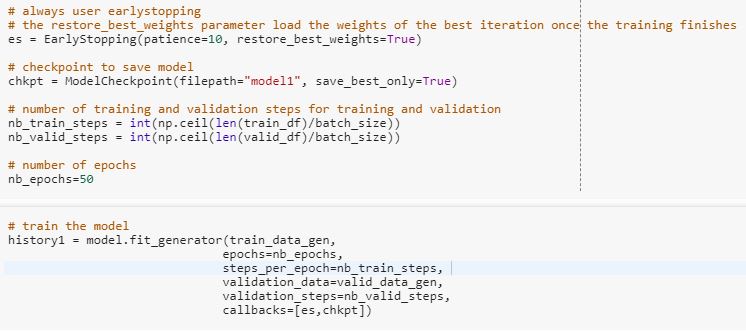 # always user earlystopping
# the restore_best_weights parameter load the weights of the best iteration once the training finishes
es = EarlyStopping(patience=10, restore_best_weights=True)
# checkpoint to save model
chkpt = ModelCheckpoint(filepath="model1", save_best_only=True)
# number of training and validation steps for training and validation
nb_train_steps = int(np.ceil(len(train_df)/batch_size))
nb_valid_steps = int(np.ceil(len(valid_df)/batch_size))
# number of epochs
nb_epochs=50
# train the model
history1 = model.fit_generator(train_data_gen,
epochs=nb_epochs,
steps_per_epoch=nb_train_steps,
validation_data=valid_data_gen,
validation_steps=nb_valid_steps,
callbacks=[es,chkpt])